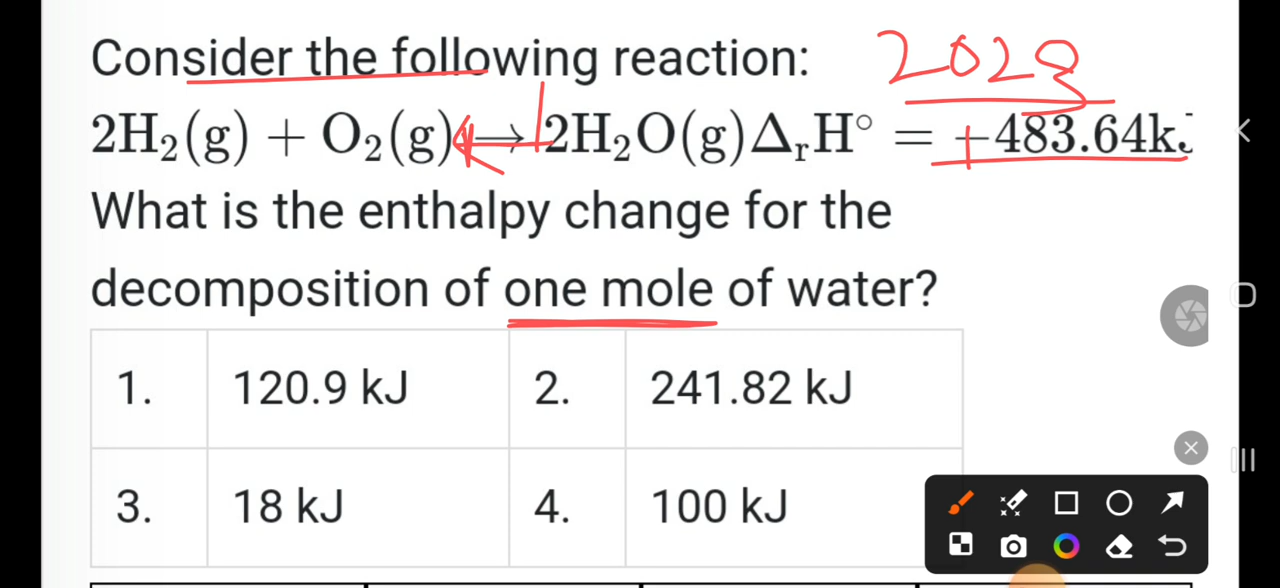 Consider the following reaction: 2023
2H₂(g) + O₂(g) ⟶ 2H₂O(g)ΔᵣH° = +483.64kJ
What is the enthalpy change for the
decomposition of one mole of water?
1. 120.9 kJ 2. 241.82 kJ
3. 18 kJ 4. 100 kJ